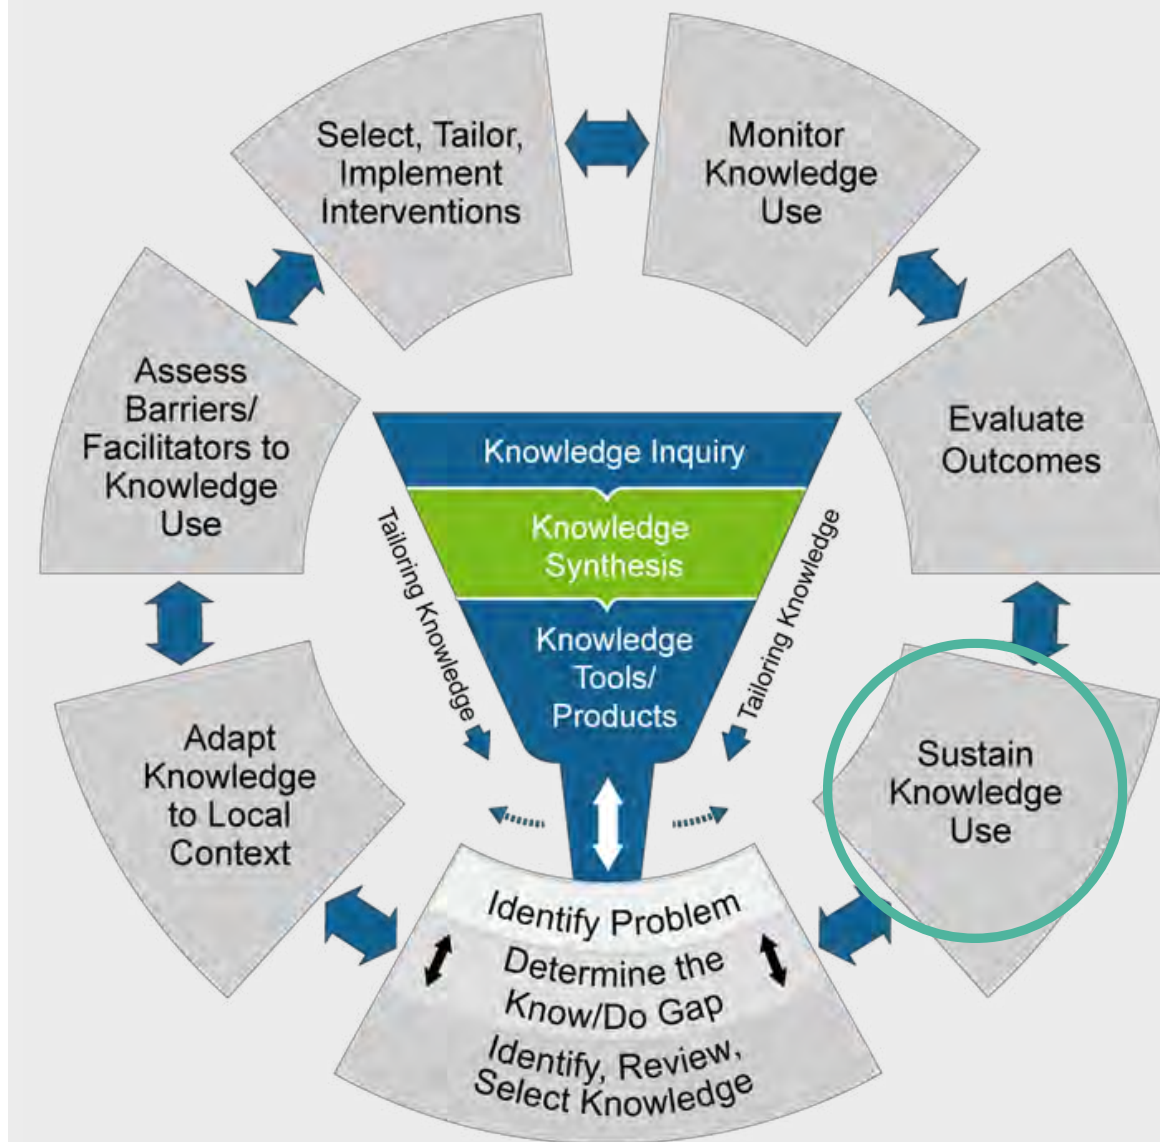 Select, Tailor,
Implement
Interventions
Monitor
Knowledge
Use
Assess
Barriers/
Facilitators to
Knowledge
Use
Evaluate
Outcomes
Knowledge Inquiry
Knowledge
Synthesis
Knowledge
Tools/
Products
Tailoring Knowledge
Tailoring Knowledge
Adapt
Knowledge
to Local
Context
Sustain
Knowledge
Use
Identify Problem
Determine the
Know/Do Gap
Identify, Review,
Select Knowledge